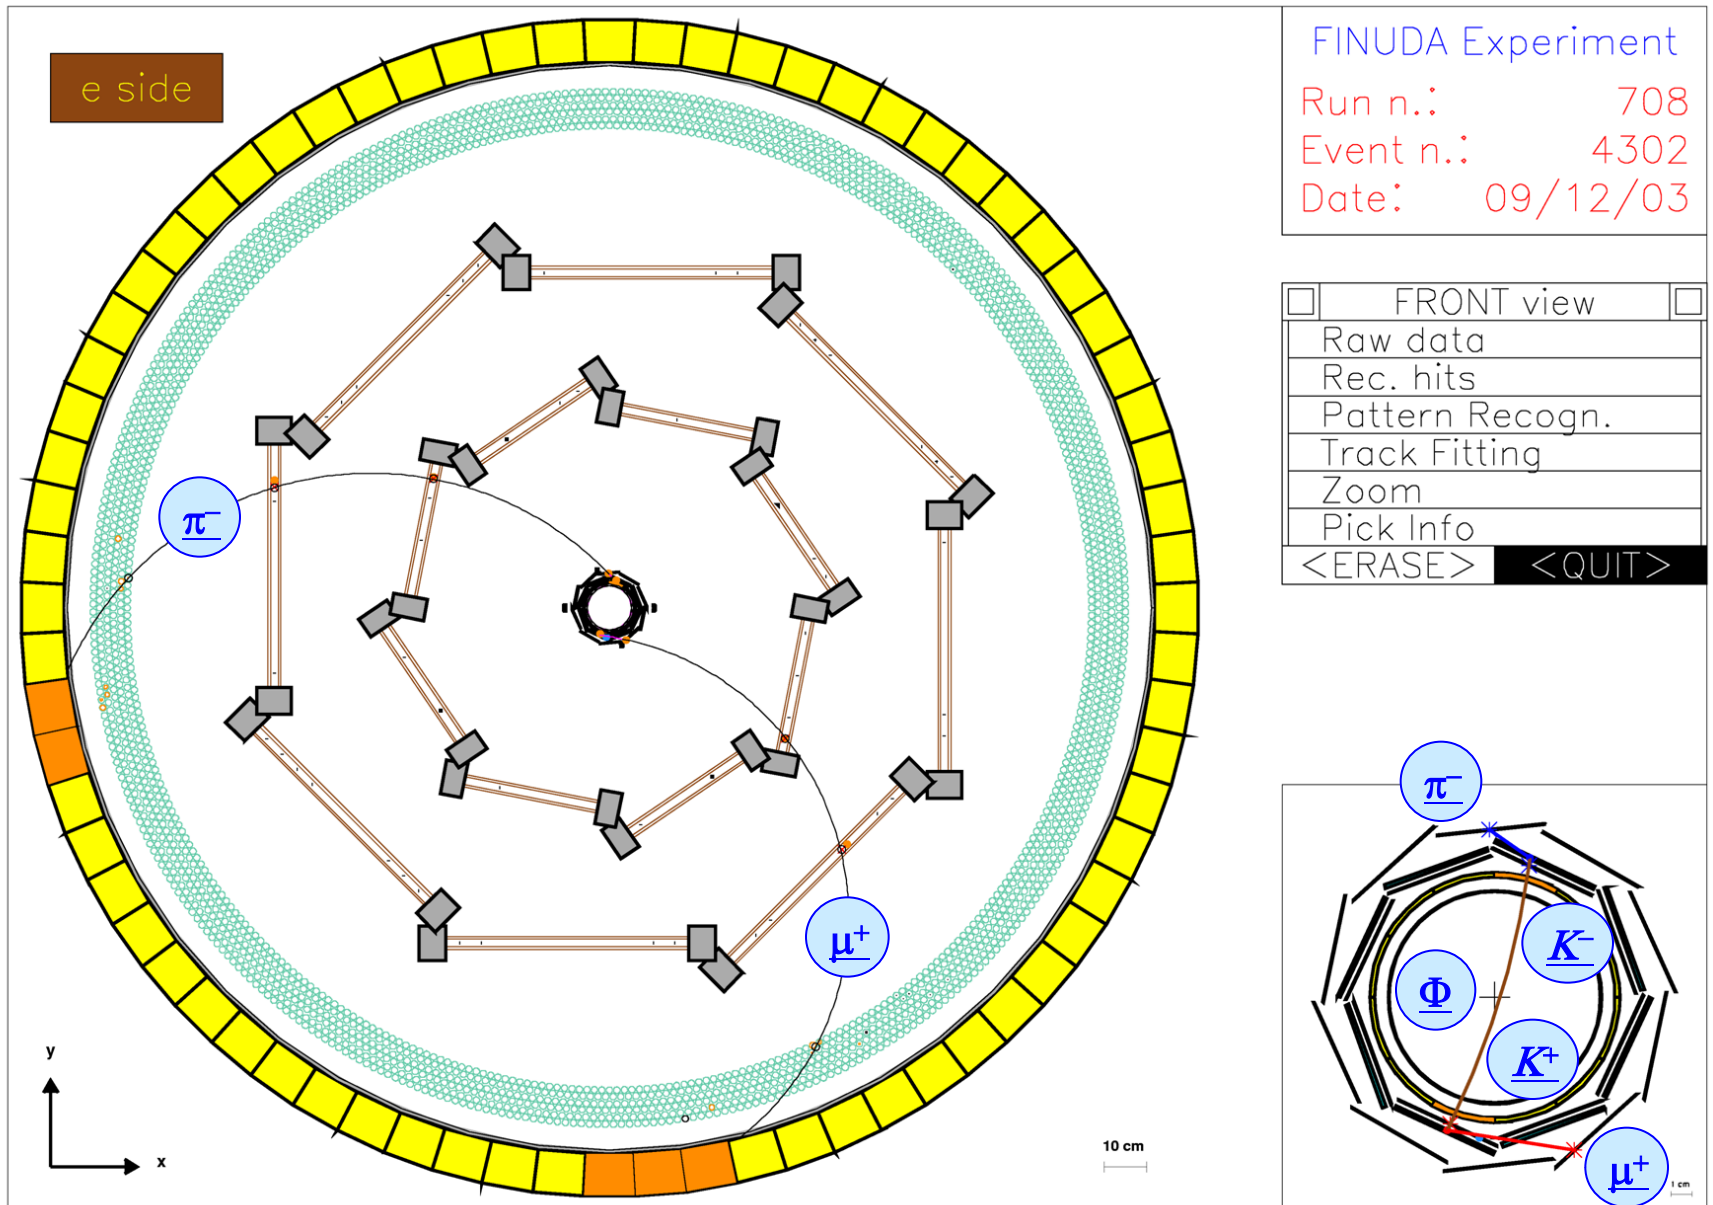 e side
FINUDA Experiment
Run n.: 708
Event n.: 4302
Date: 09/12/03
FRONT view
Raw data
Rec. hits
Pattern Recogn.
Track Fitting
Zoom
Pick Info
<ERASE> <QUIT>
π⁻
μ⁺
y
x
10 cm
π⁻
K⁻
Φ
K⁺
μ⁺
1 cm